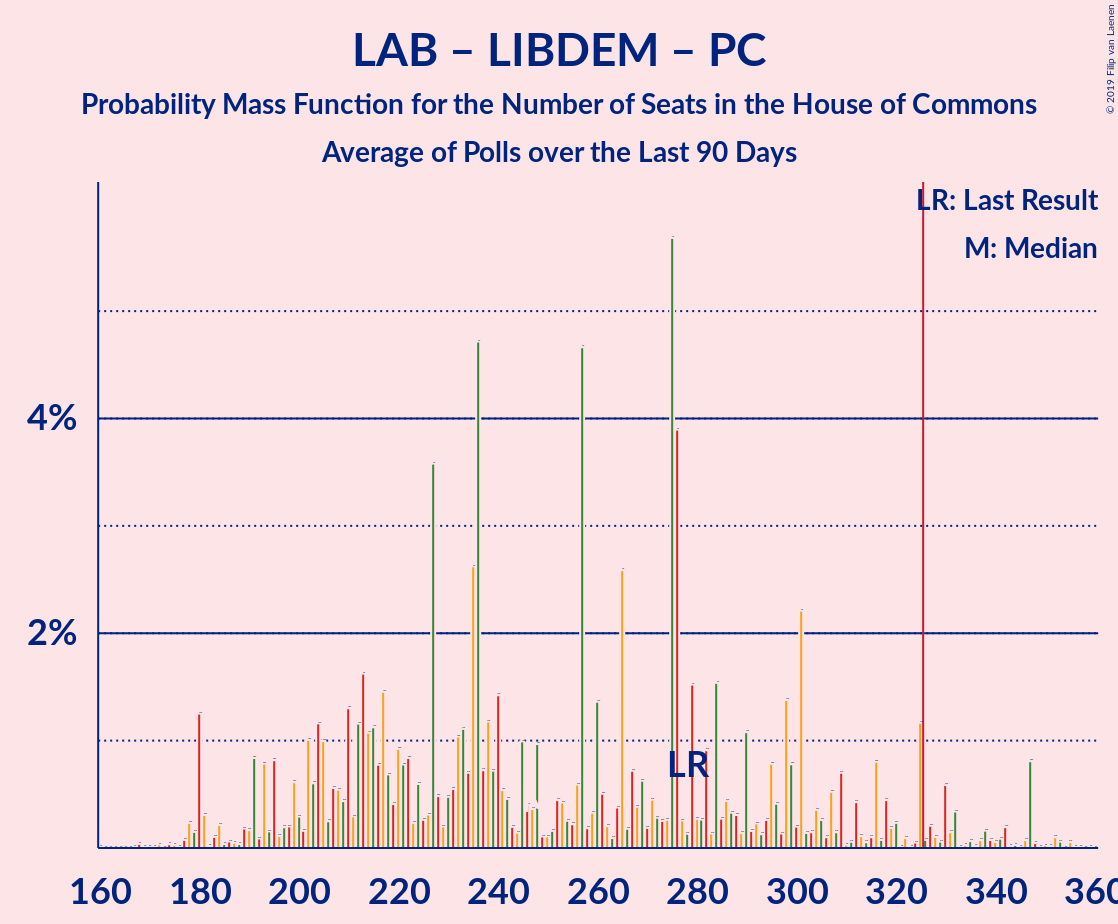 LAB – LIBDEM – PC
Probability Mass Function for the Number of Seats in the House of Commons
Average of Polls over the Last 90 Days
© 2019 Filip van Laenen
LR: Last Result
M: Median
4%
2%
LR
160 180 200 220 240 260 280 300 320 340 360